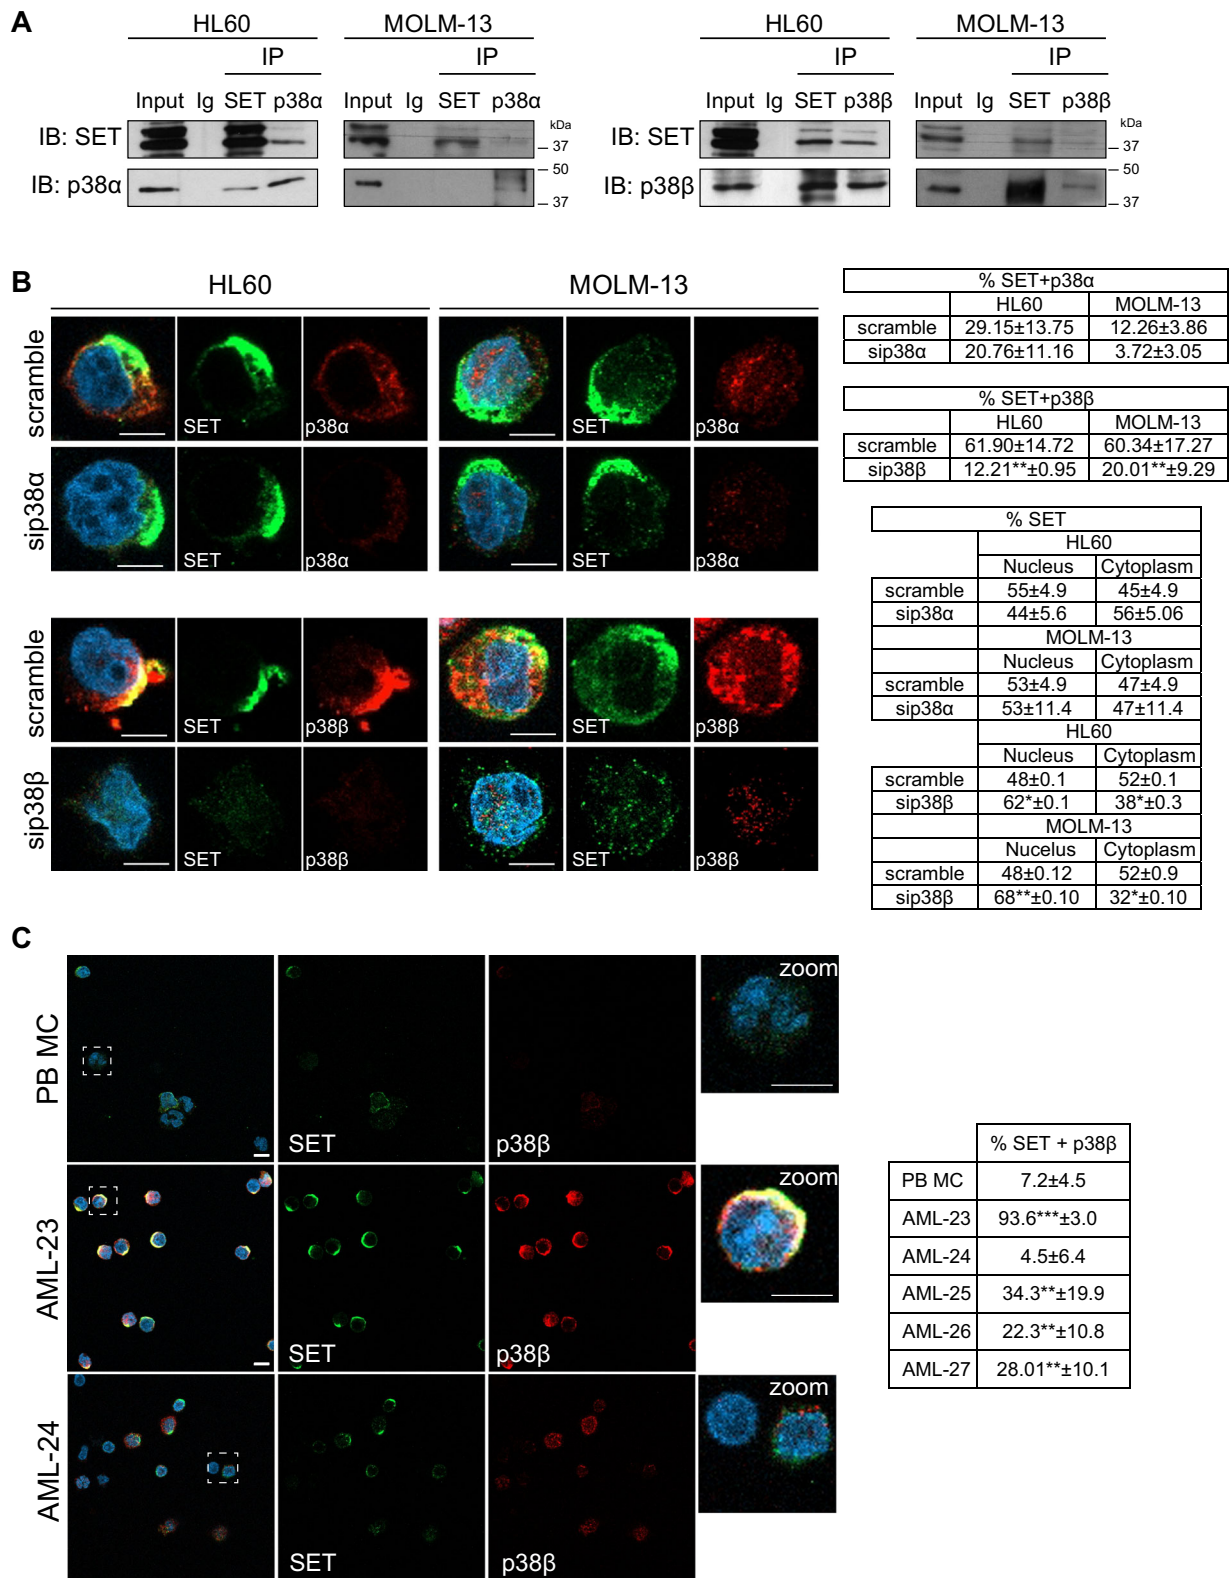 A
HL60 MOLM-13 HL60 MOLM-13
IP IP IP IP
Input Ig SET p38α Input Ig SET p38α Input Ig SET p38β Input Ig SET p38β
kDa kDa
IB: SET 37 IB: SET 37
50 50
IB: p38α 37 IB: p38β 37
B
HL60 MOLM-13
scramble SET p38α SET p38α
sip38α SET p38α SET p38α
scramble SET p38β SET p38β
sip38β SET p38β SET p38β
% SET+p38α
HL60 MOLM-13
scramble 29.15±13.75 12.26±3.86
sip38α 20.76±11.16 3.72±3.05
% SET+p38β
HL60 MOLM-13
scramble 61.90±14.72 60.34±17.27
sip38β 12.21**±0.95 20.01**±9.29
% SET
HL60
Nucleus Cytoplasm
scramble 55±4.9 45±4.9
sip38α 44±5.6 56±5.06
MOLM-13
Nucleus Cytoplasm
scramble 53±4.9 47±4.9
sip38α 53±11.4 47±11.4
HL60
Nucleus Cytoplasm
scramble 48±0.1 52±0.1
sip38β 62*±0.1 38*±0.3
MOLM-13
Nucelus Cytoplasm
scramble 48±0.12 52±0.9
sip38β 68**±0.10 32*±0.10
C
PB MC SET p38β zoom
AML-23 SET p38β zoom
AML-24 SET p38β zoom
% SET + p38β
PB MC 7.2±4.5
AML-23 93.6***±3.0
AML-24 4.5±6.4
AML-25 34.3**±19.9
AML-26 22.3**±10.8
AML-27 28.01**±10.1